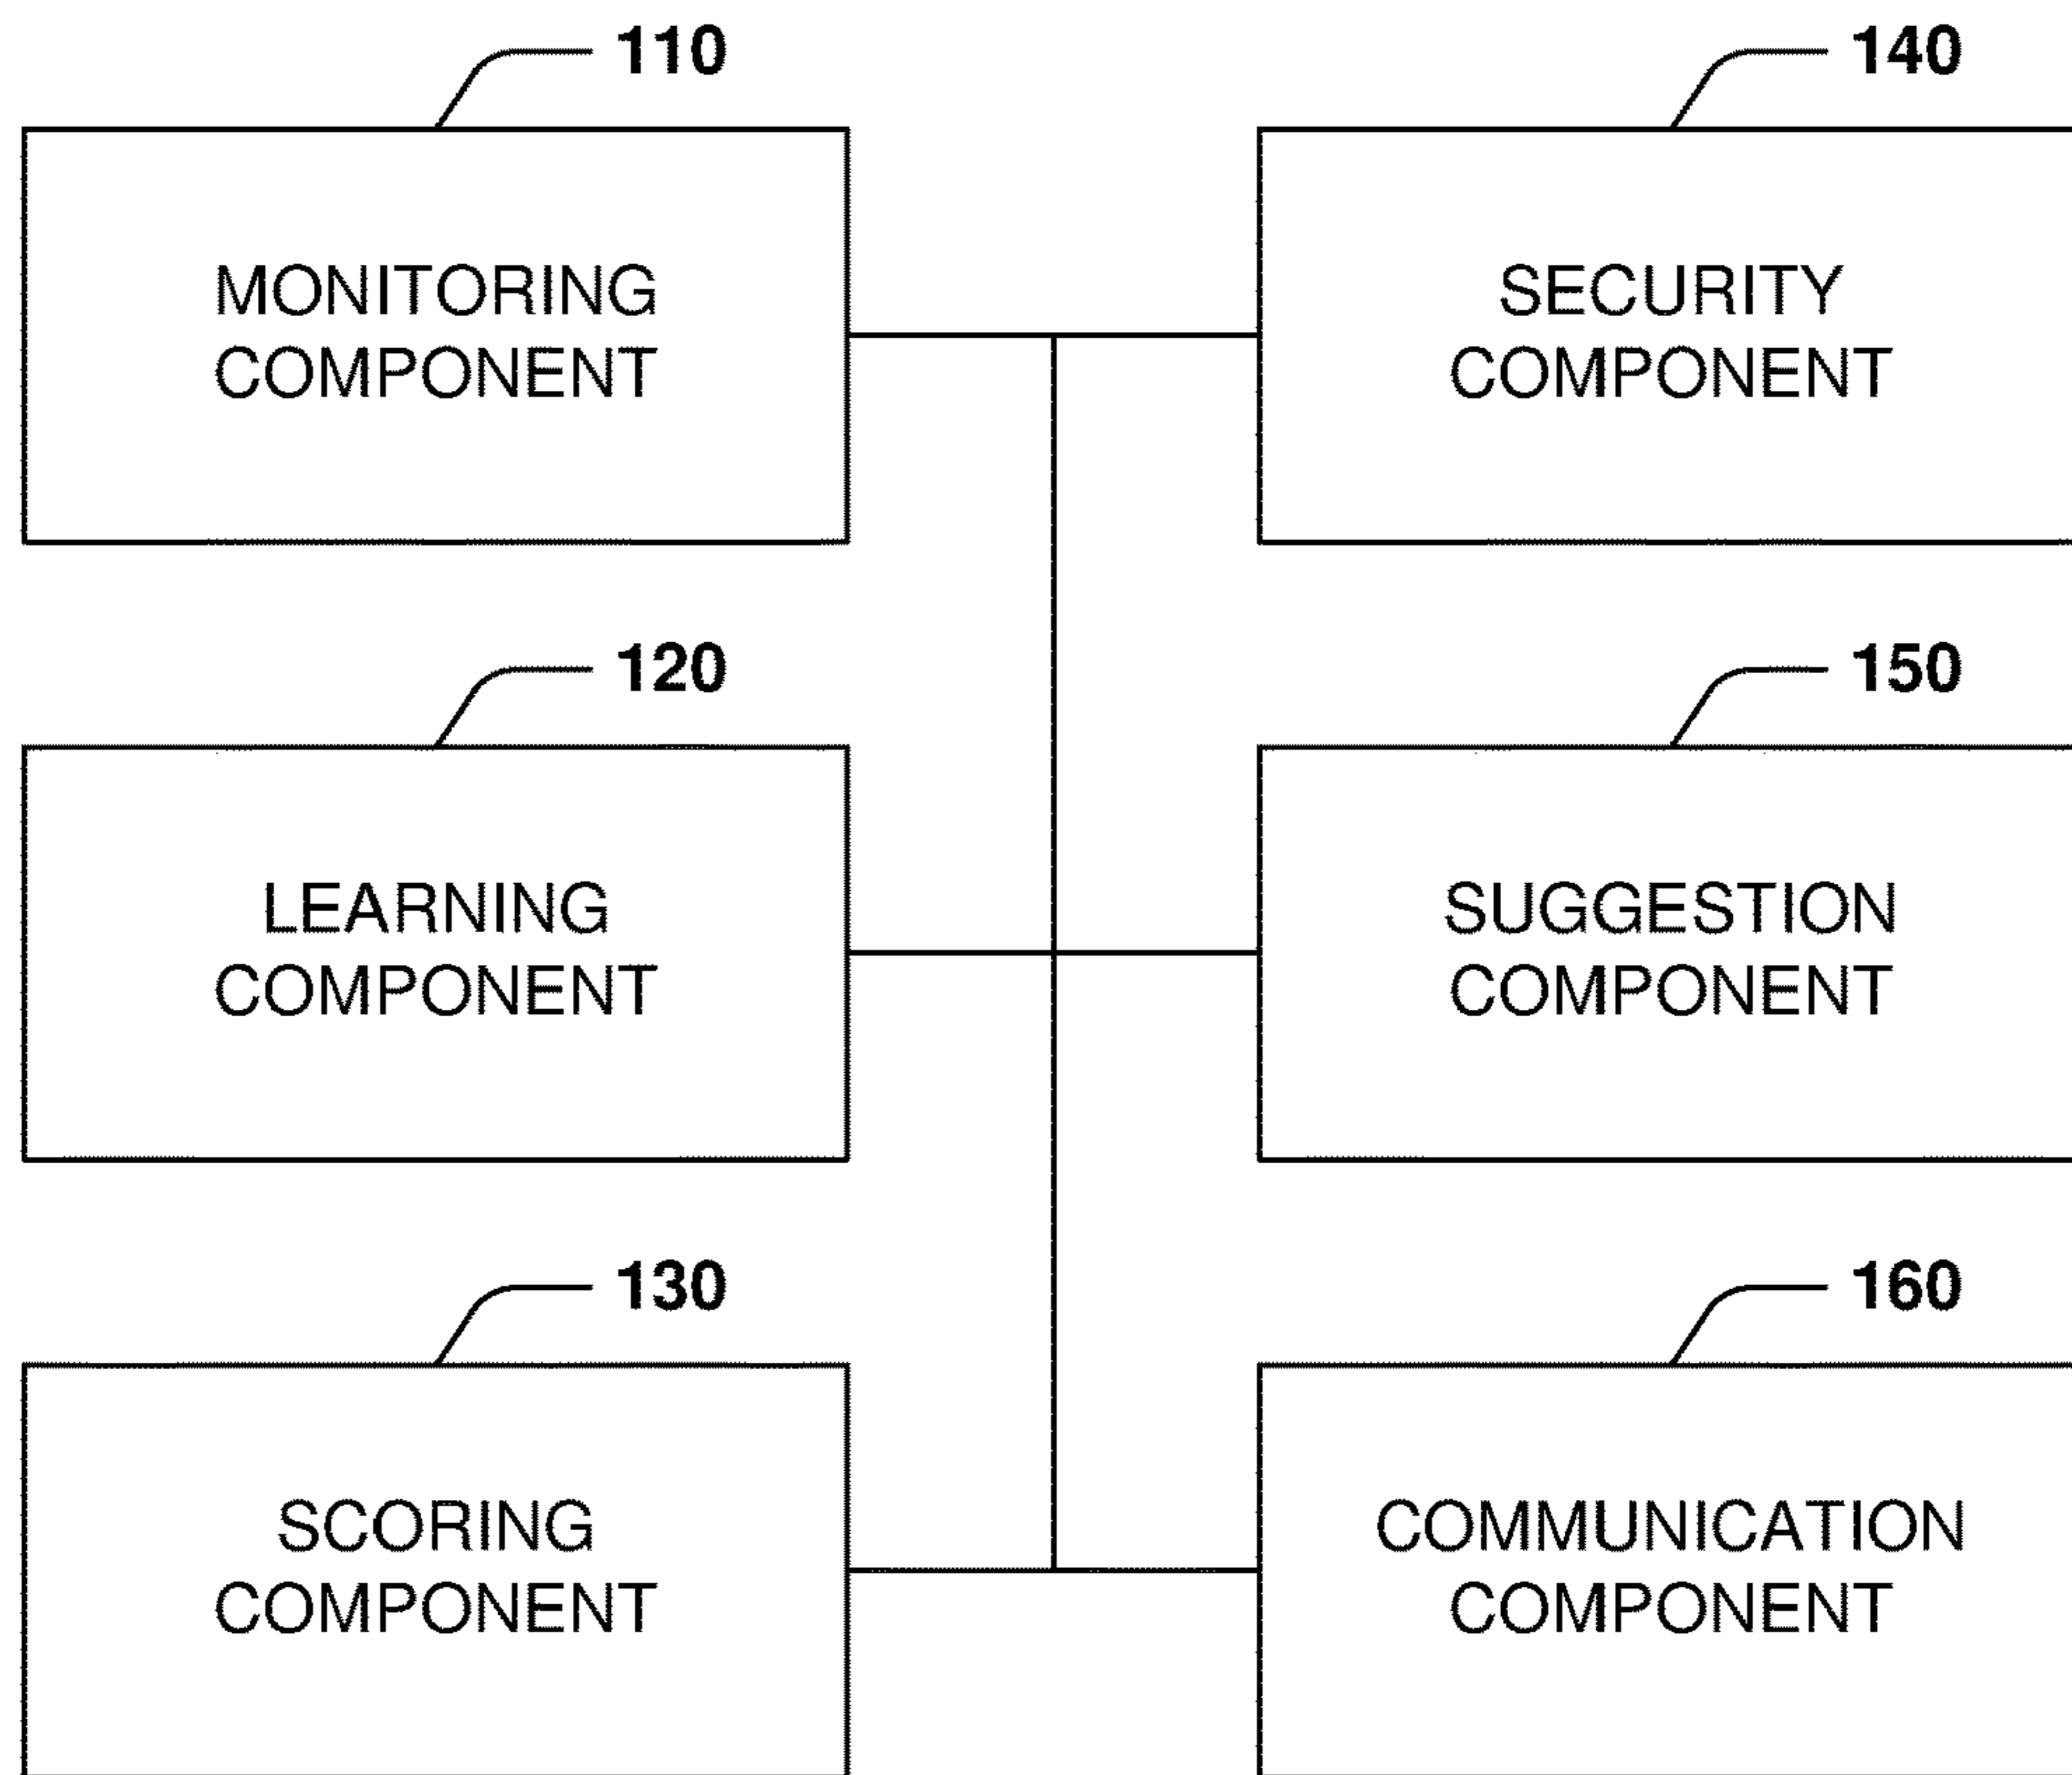 110
MONITORING
COMPONENT
140
SECURITY
COMPONENT
120
LEARNING
COMPONENT
150
SUGGESTION
COMPONENT
130
SCORING
COMPONENT
160
COMMUNICATION
COMPONENT